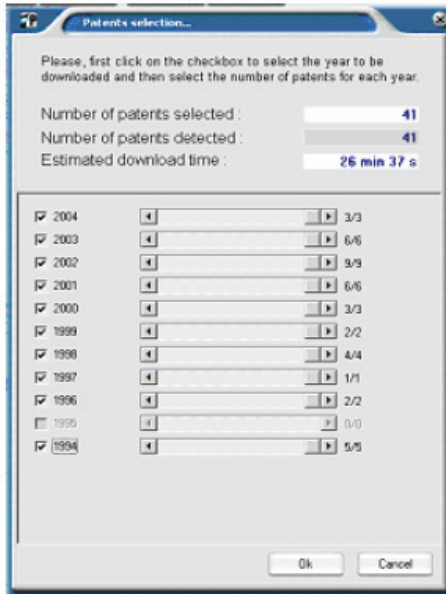 Patents selection...
Please, first click on the checkbox to select the year to be
downloaded and then select the number of patents for each year.
Number of patents selected : 41
Number of patents detected : 41
Estimated download time : 26 min 37 s
2004 3/3
2003 6/6
2002 9/9
2001 6/6
2000 3/3
1999 2/2
1998 4/4
1997 1/1
1996 2/2
1995 0/0
1994 5/5
Ok Cancel